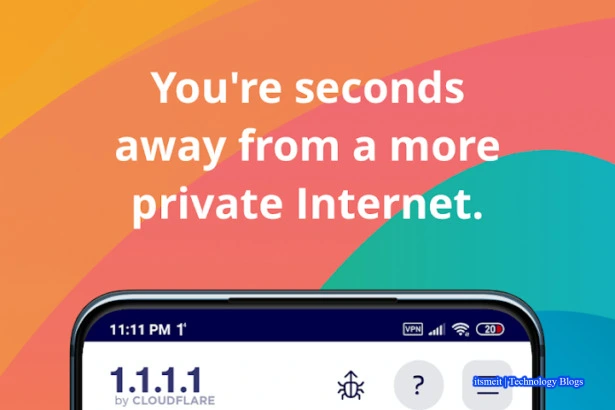 You're seconds
away from a more
private Internet.
11:11 PM 1 VPN 20
1.1.1.1
by CLOUDFLARE
?
itsmeit | Technology Blogs